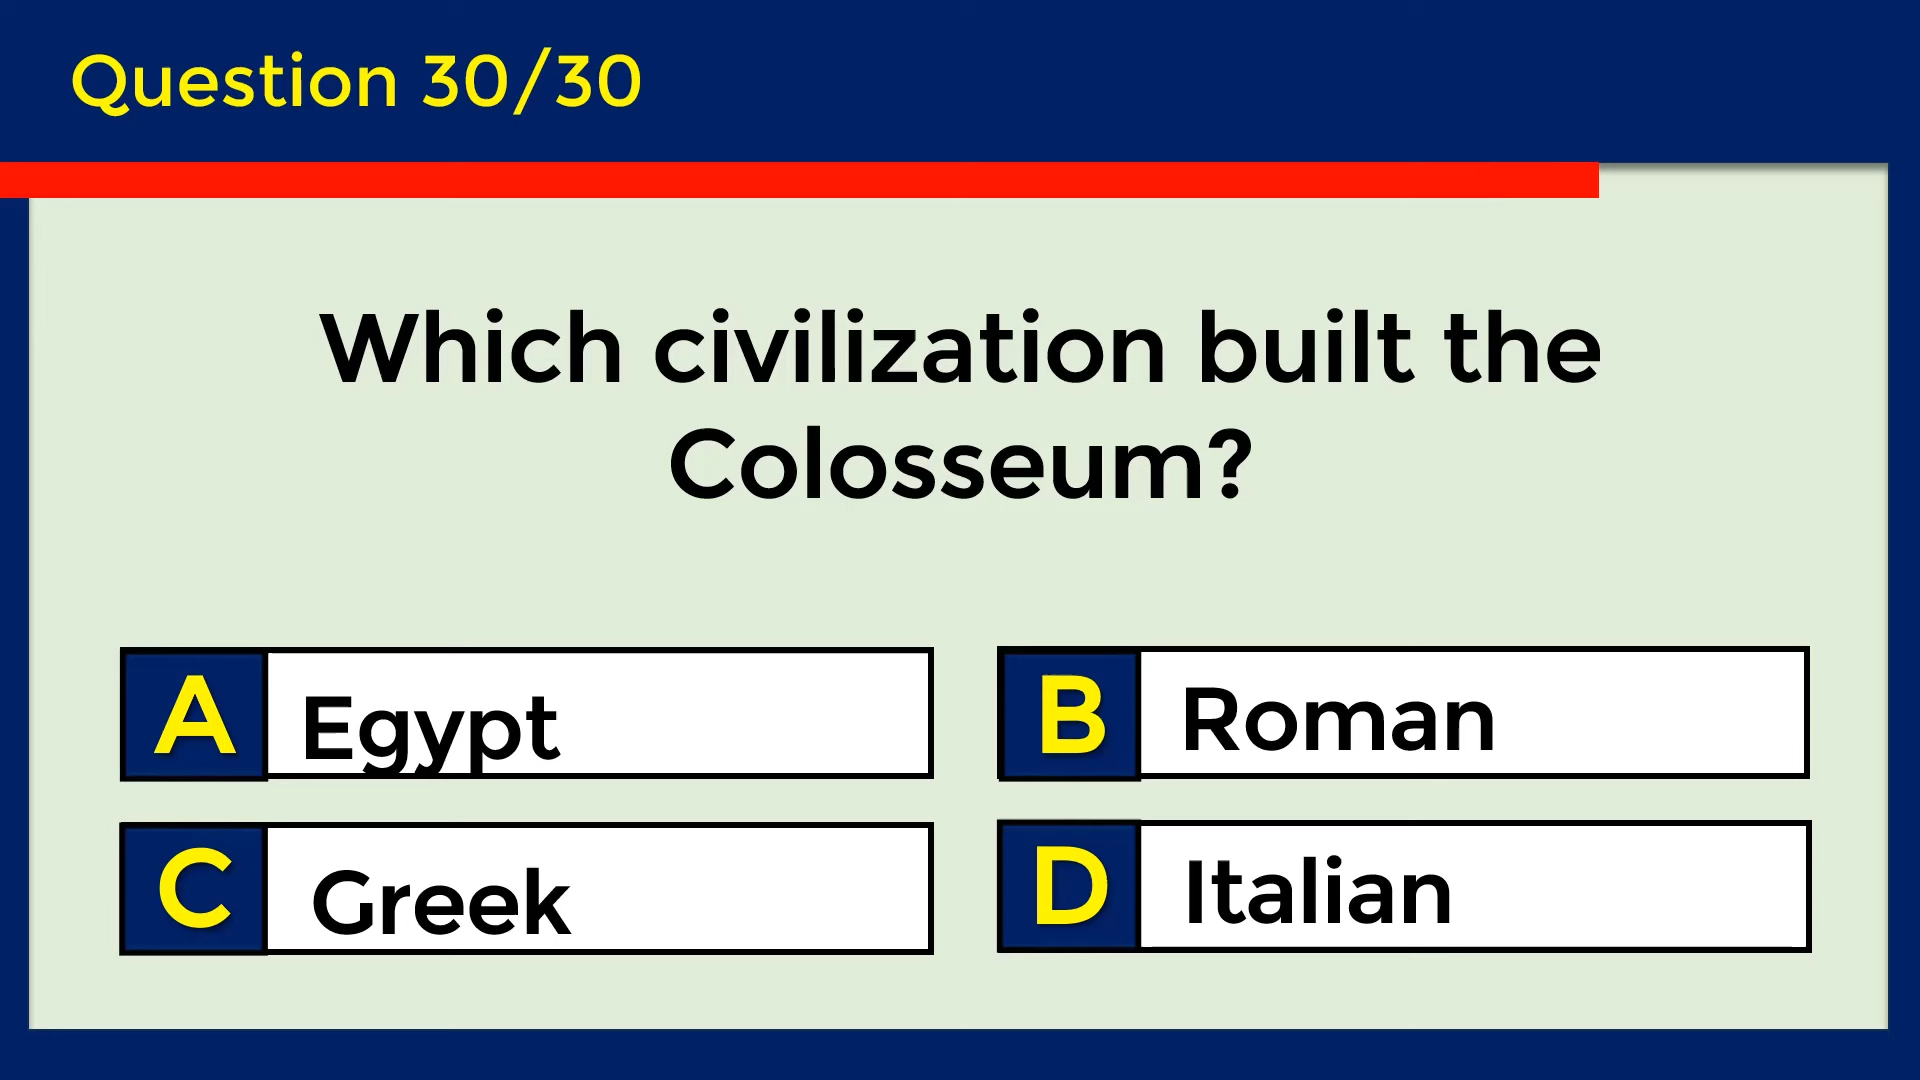 Question 30/30
Which civilization built the
Colosseum?
A Egypt
B Roman
C Greek
D Italian